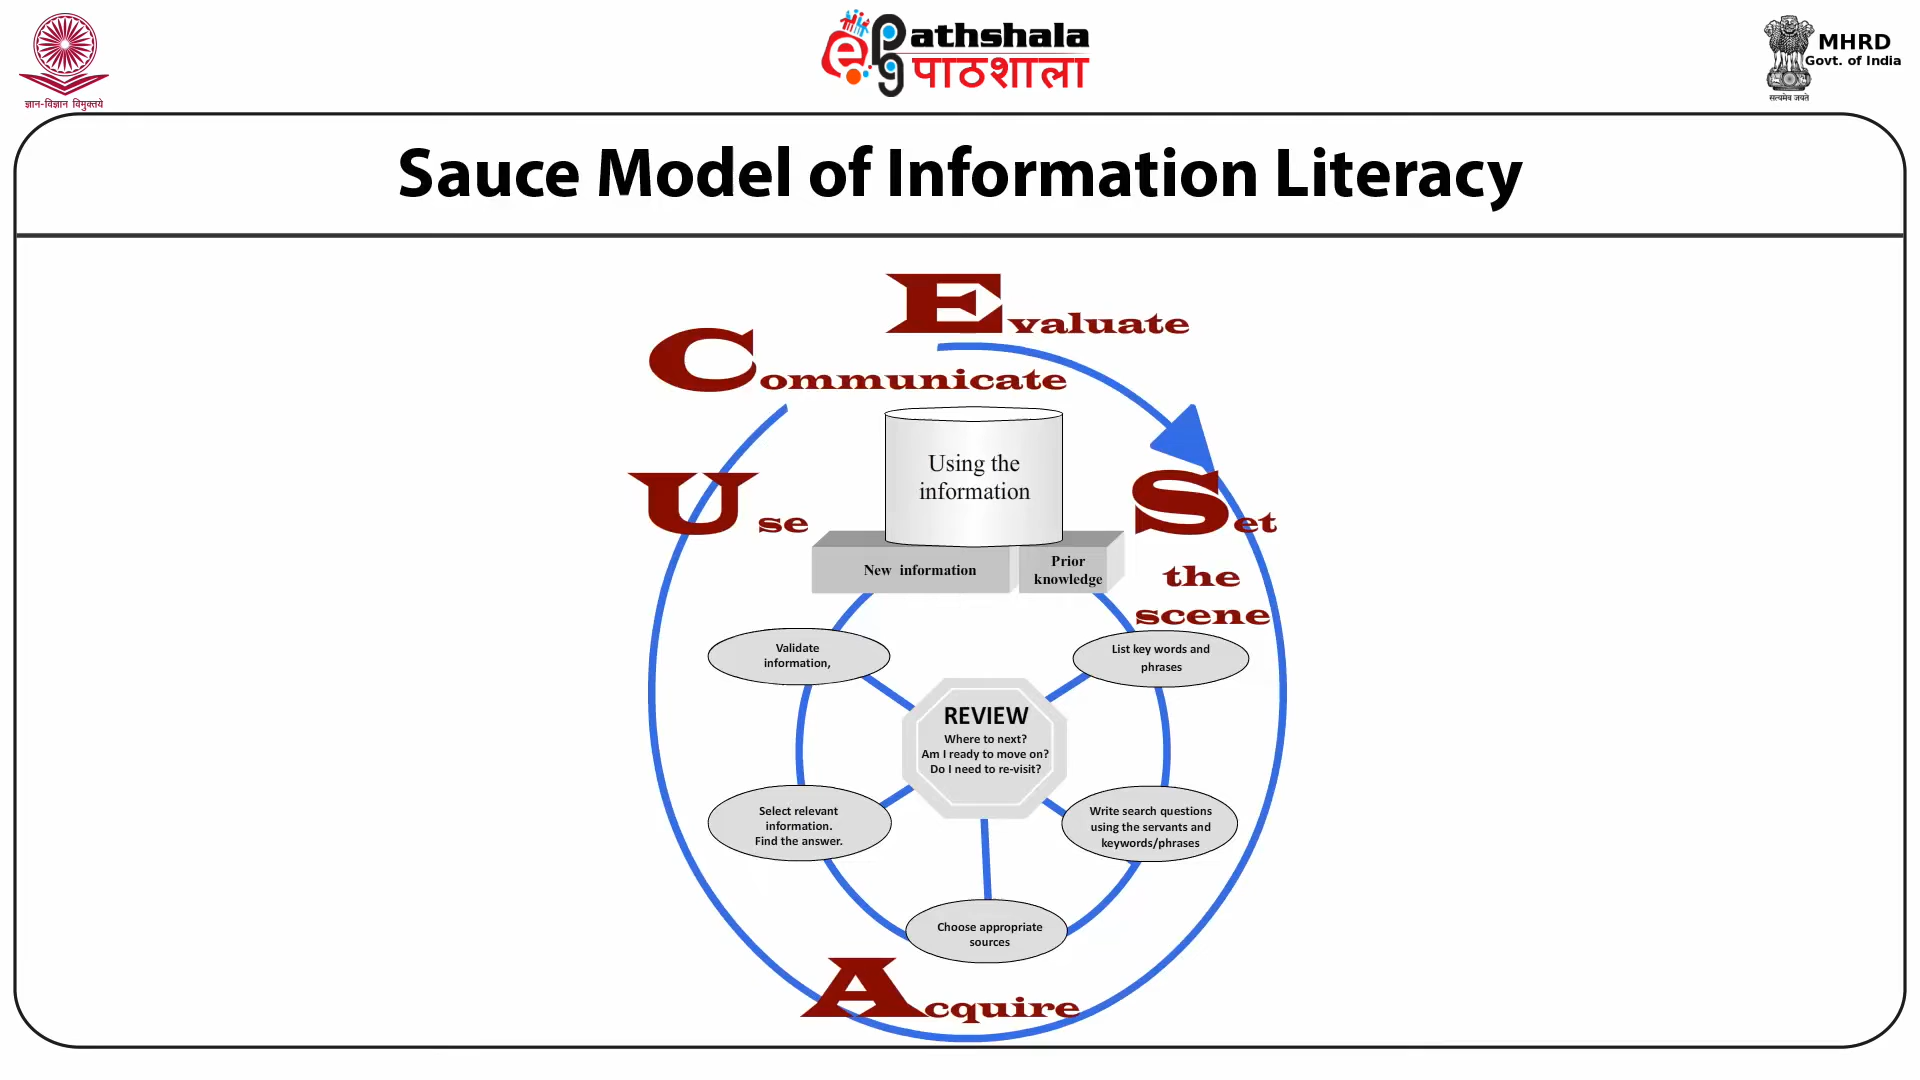 ज्ञान-विज्ञान विमुक्तये
ePathshala
पाठशाला
MHRD
Govt. of India
सत्यमेव जयते
Sauce Model of Information Literacy
Evaluate
Communicate
Using the
information
Use
Set
the
scene
New information
Prior
knowledge
Validate
information,
List key words and
phrases
REVIEW
Where to next?
Am I ready to move on?
Do I need to re-visit?
Select relevant
information.
Find the answer.
Write search questions
using the servants and
keywords/phrases
Choose appropriate
sources
Acquire